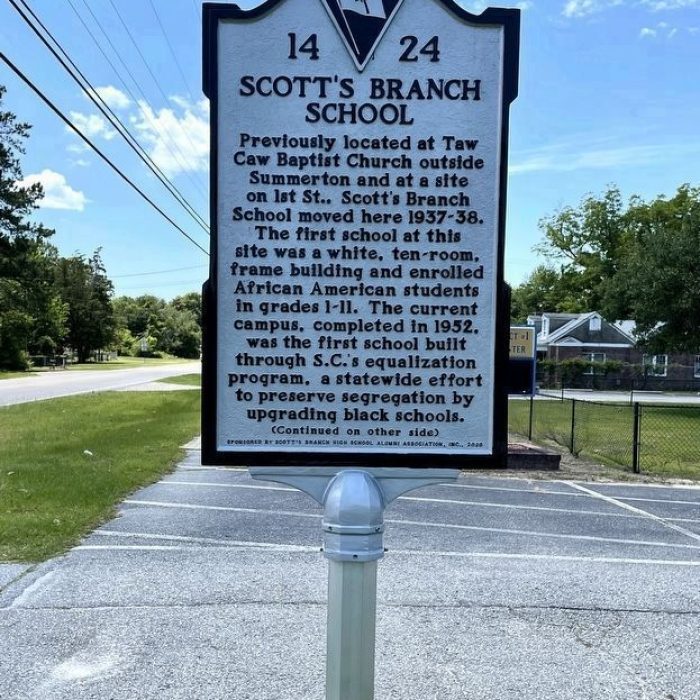 14 24
SCOTT'S BRANCH
SCHOOL
Previously located at Taw
Caw Baptist Church outside
Summerton and at a site
on 1st St., Scott's Branch
School moved here 1937-38.
The first school at this
site was a white, ten-room,
frame building and enrolled
African American students
in grades 1-11. The current
campus, completed in 1952,
was the first school built
through S.C.'s equalization
program, a statewide effort
to preserve segregation by
upgrading black schools.
(Continued on other side)
SPONSORED BY SCOTT'S BRANCH HIGH SCHOOL ALUMNI ASSOCIATION, INC., 2020
CT #1
TER